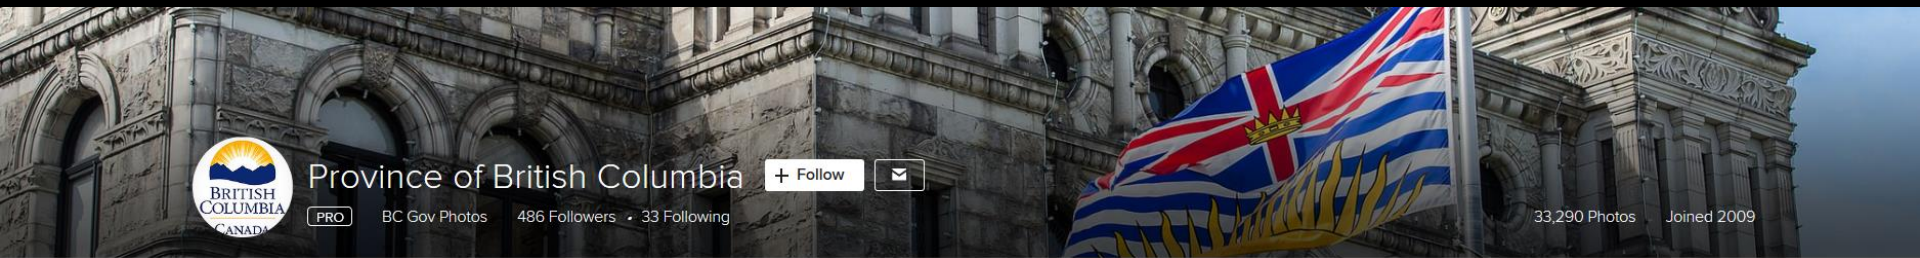 BRITISH
COLUMBIA
CANADA
Province of British Columbia + Follow
PRO BC Gov Photos 486 Followers • 33 Following
33,290 Photos Joined 2009